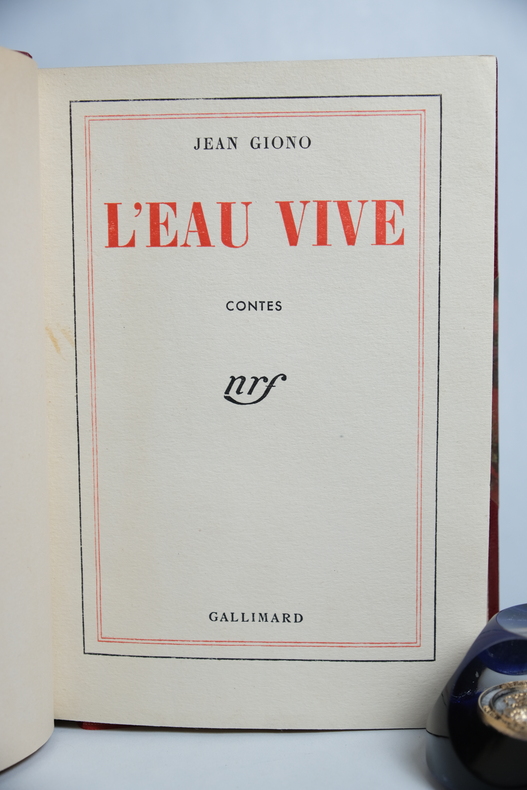 JEAN GIONO
L'EAU VIVE
CONTES
nrf
GALLIMARD